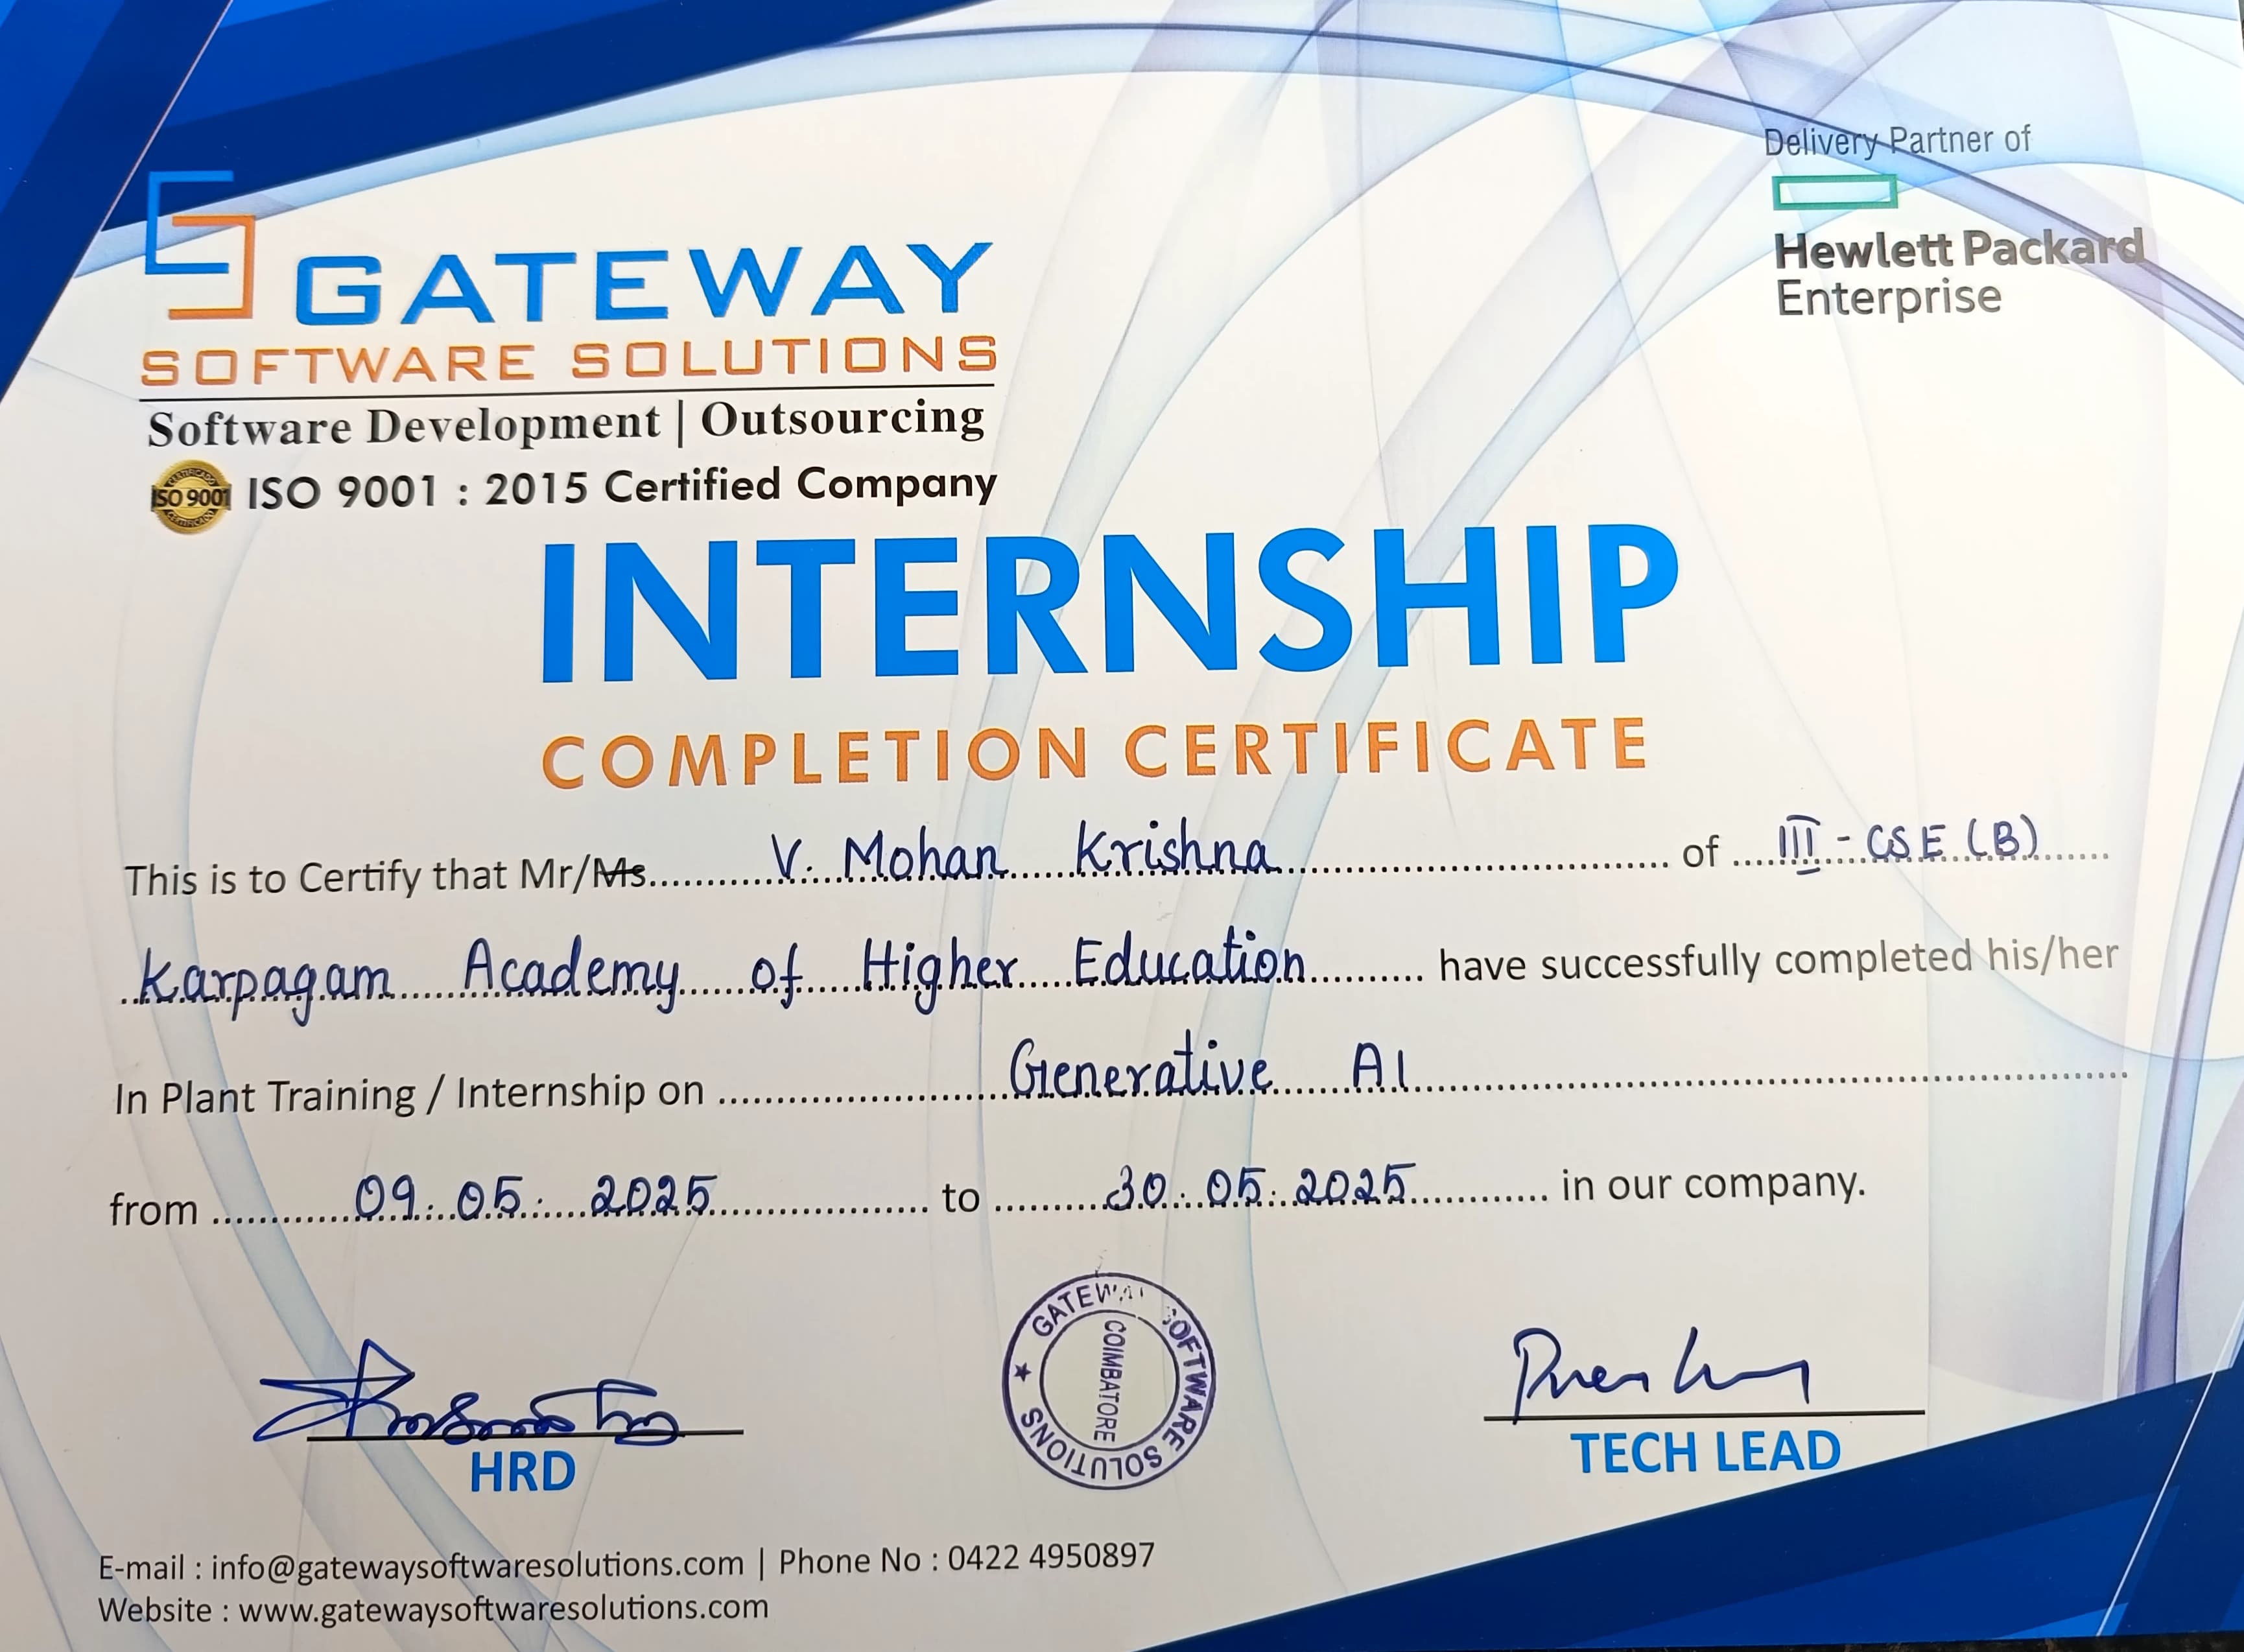 Delivery Partner of
Hewlett Packard
Enterprise
GATEWAY
SOFTWARE SOLUTIONS
Software Development | Outsourcing
ISO 9001 ISO 9001 : 2015 Certified Company
INTERNSHIP
COMPLETION CERTIFICATE
This is to Certify that Mr/Ms. V. Mohan Krishna of III - CSE (B)
Karpagam Academy of Higher Education have successfully completed his/her
In Plant Training / Internship on Generative AI
from 09.05.2025 to 30.05.2025 in our company.
GATEWAY SOFTWARE SOLUTIONS
COIMBATORE
HRD
TECH LEAD
E-mail : info@gatewaysoftwaresolutions.com | Phone No : 0422 4950897
Website : www.gatewaysoftwaresolutions.com